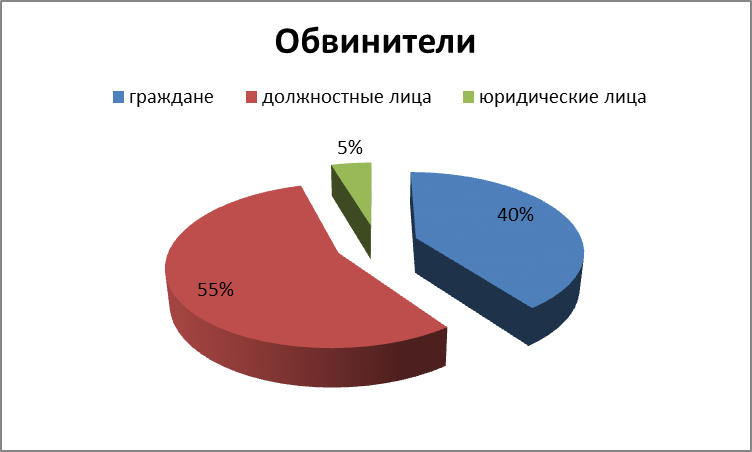 Обвинители
граждане должностные лица юридические лица
5%
40%
55%